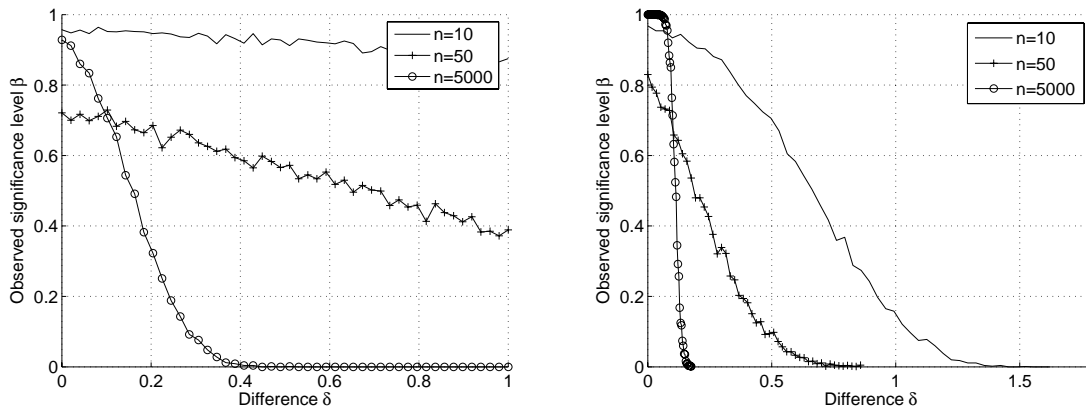 1
0.8
0.6
0.4
0.2
0
0 0.2 0.4 0.6 0.8 1
Observed significance level β
Difference δ
n=10
n=50
n=5000
1
0.8
0.6
0.4
0.2
0
0 0.5 1 1.5
Observed significance level β
Difference δ
n=10
n=50
n=5000